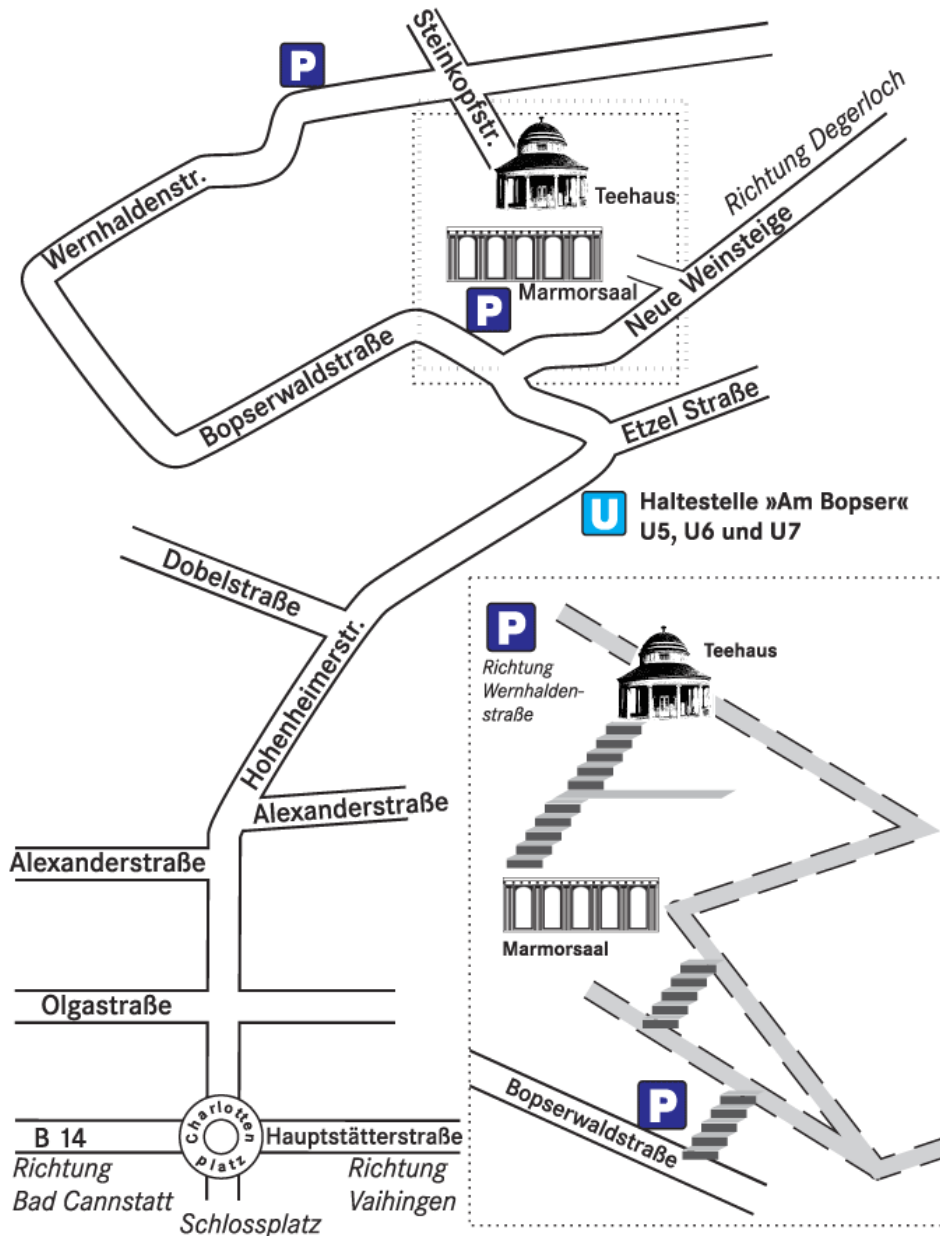 Steinkopfstr.
P
Richtung Degerloch
Wernhaldenstr.
Teehaus
Neue Weinsteige
Marmorsaal
P
Bopserwaldstraße
Etzel Straße
U
Haltestelle »Am Bopser«
U5, U6 und U7
Dobelstraße
Hohenheimerstr.
Alexanderstraße
Alexanderstraße
Olgastraße
Charlotten
platz
B 14
Hauptstätterstraße
Richtung
Bad Cannstatt
Richtung
Vaihingen
Schlossplatz
P
Richtung
Wernhalden-
straße
Teehaus
Marmorsaal
P
Bopserwaldstraße